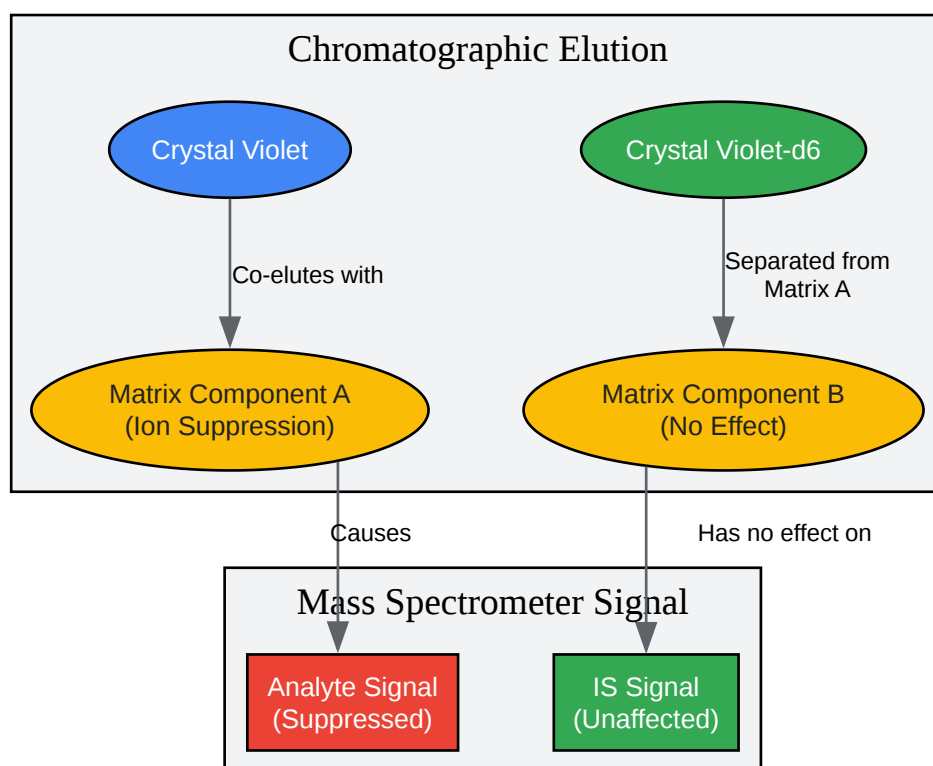 Chromatographic Elution
Crystal Violet
Crystal Violet-d6
Co-elutes with
Separated from
Matrix A
Matrix Component A
(Ion Suppression)
Matrix Component B
(No Effect)
Causes
Has no effect on
Mass Spectrometer Signal
Analyte Signal
(Suppressed)
IS Signal
(Unaffected)